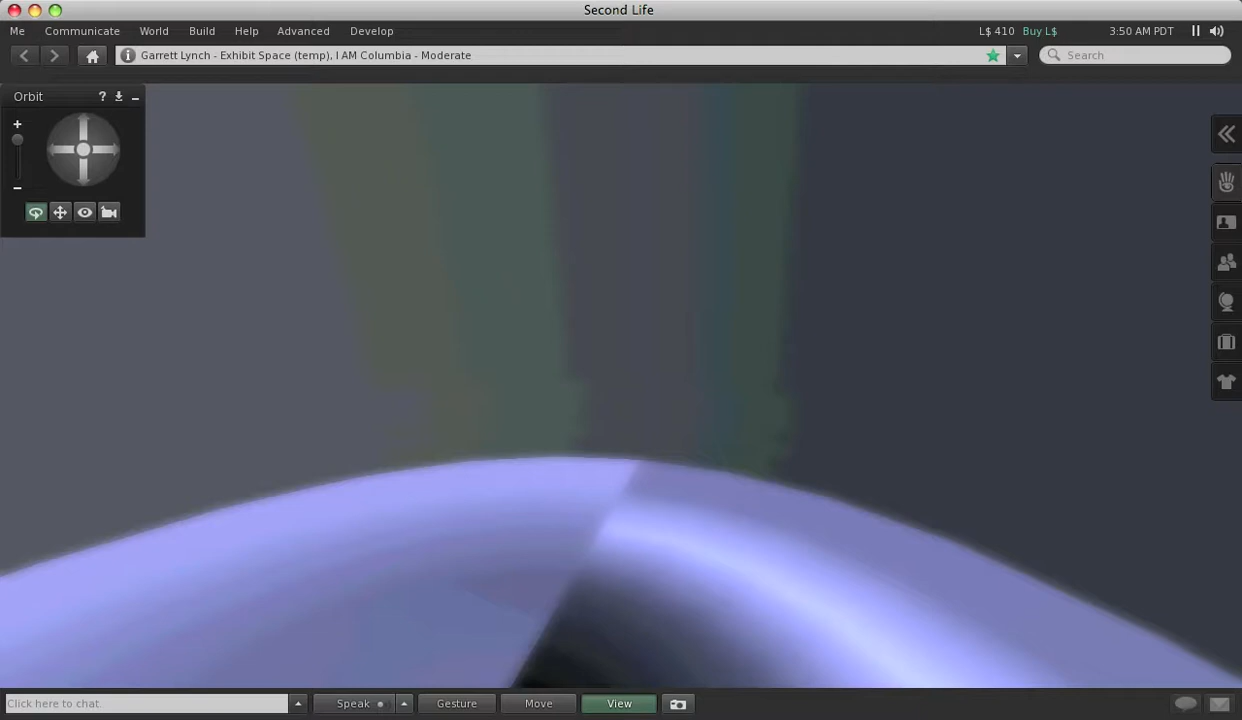 Second Life
Me Communicate World Build Help Advanced Develop L$ 410 Buy L$ 3:50 AM PDT
Garrett Lynch - Exhibit Space (temp), I AM Columbia - Moderate Search
Orbit ?
Click here to chat. Speak Gesture Move View